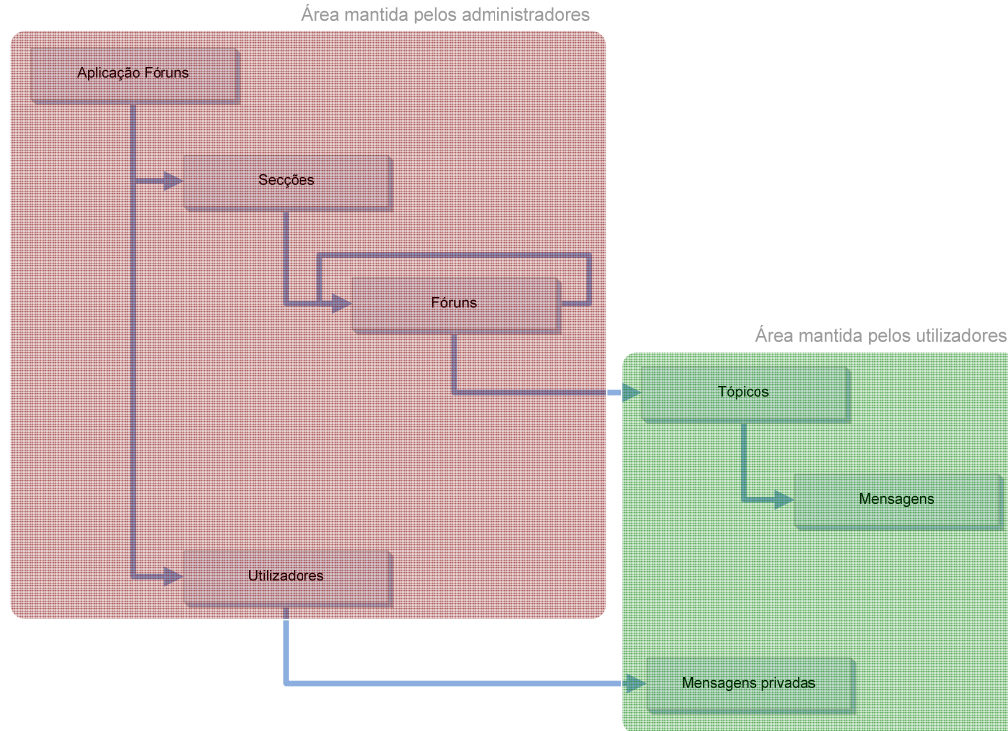 Área mantida pelos administradores
Aplicação Fóruns
Secções
Fóruns
Área mantida pelos utilizadores
Tópicos
Mensagens
Utilizadores
Mensagens privadas